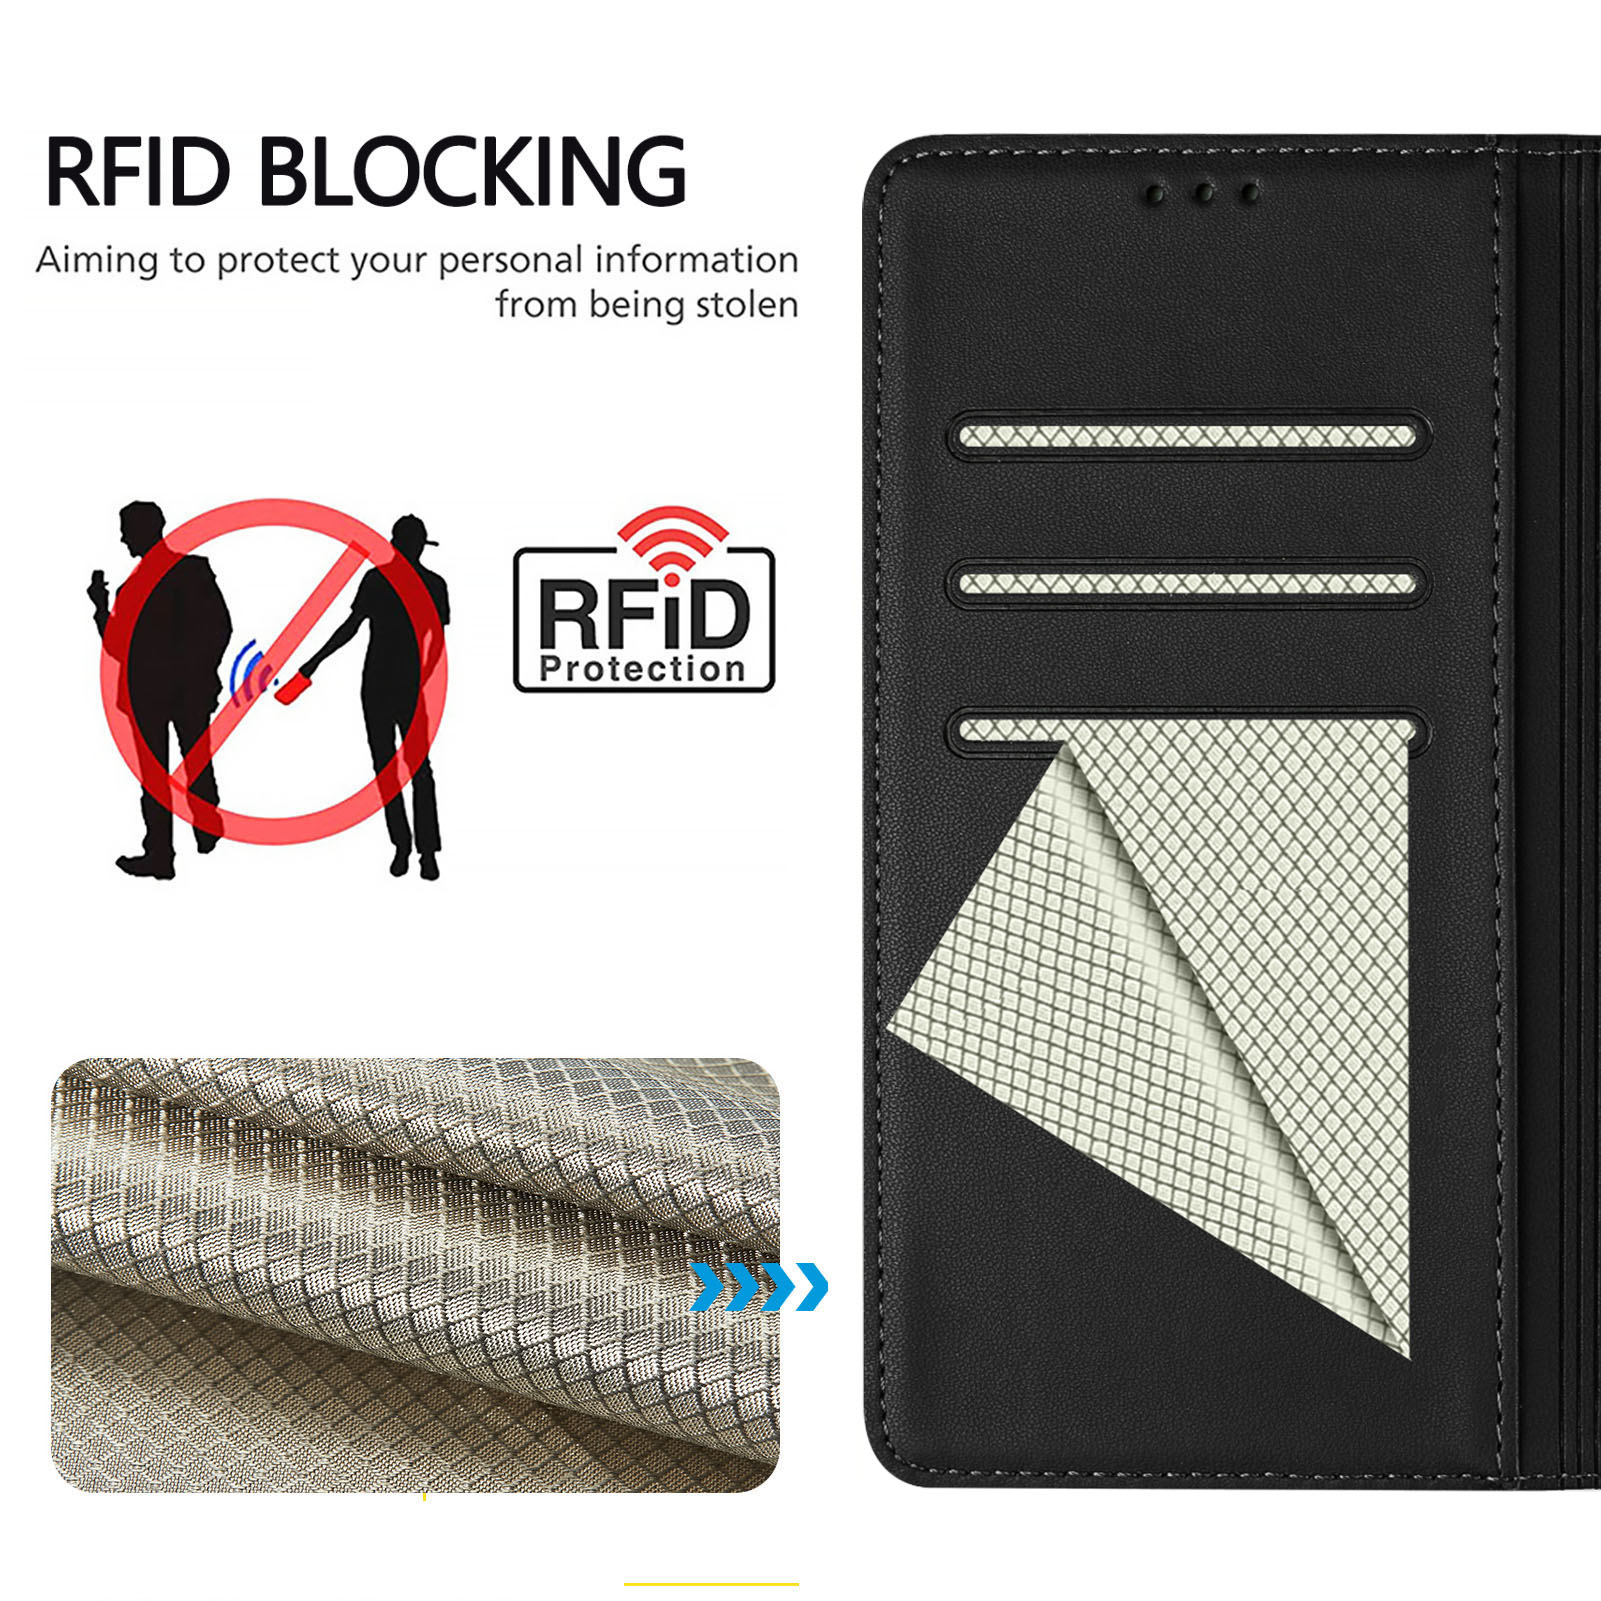 RFID BLOCKING
Aiming to protect your personal information
from being stolen
RFiD
Protection